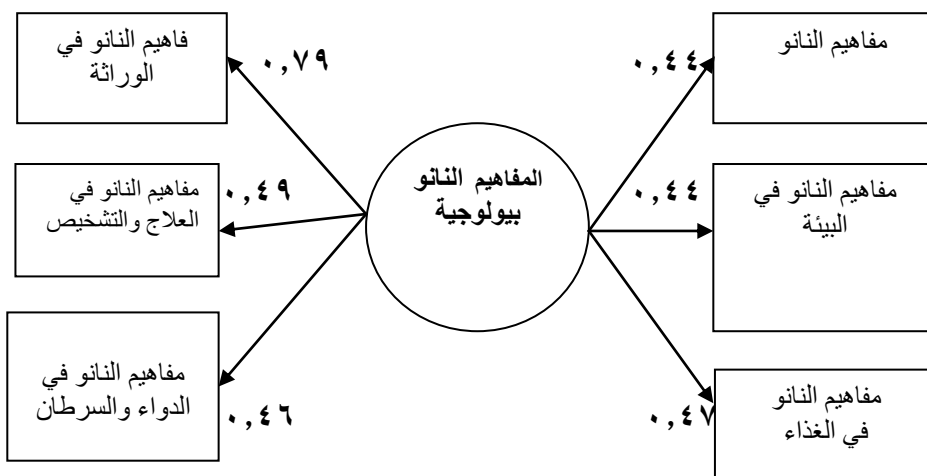 مفاهيم النانو
٠,٤٤
مفاهيم النانو في
البيئة
٠,٤٤
مفاهيم النانو
في الغذاء
٠,٤٧
المفاهيم النانو
بيولوجية
فاهيم النانو في
الوراثة
٠,٧٩
مفاهيم النانو في
العلاج والتشخيص
٠,٤٩
مفاهيم النانو في
الدواء والسرطان
٠,٤٦